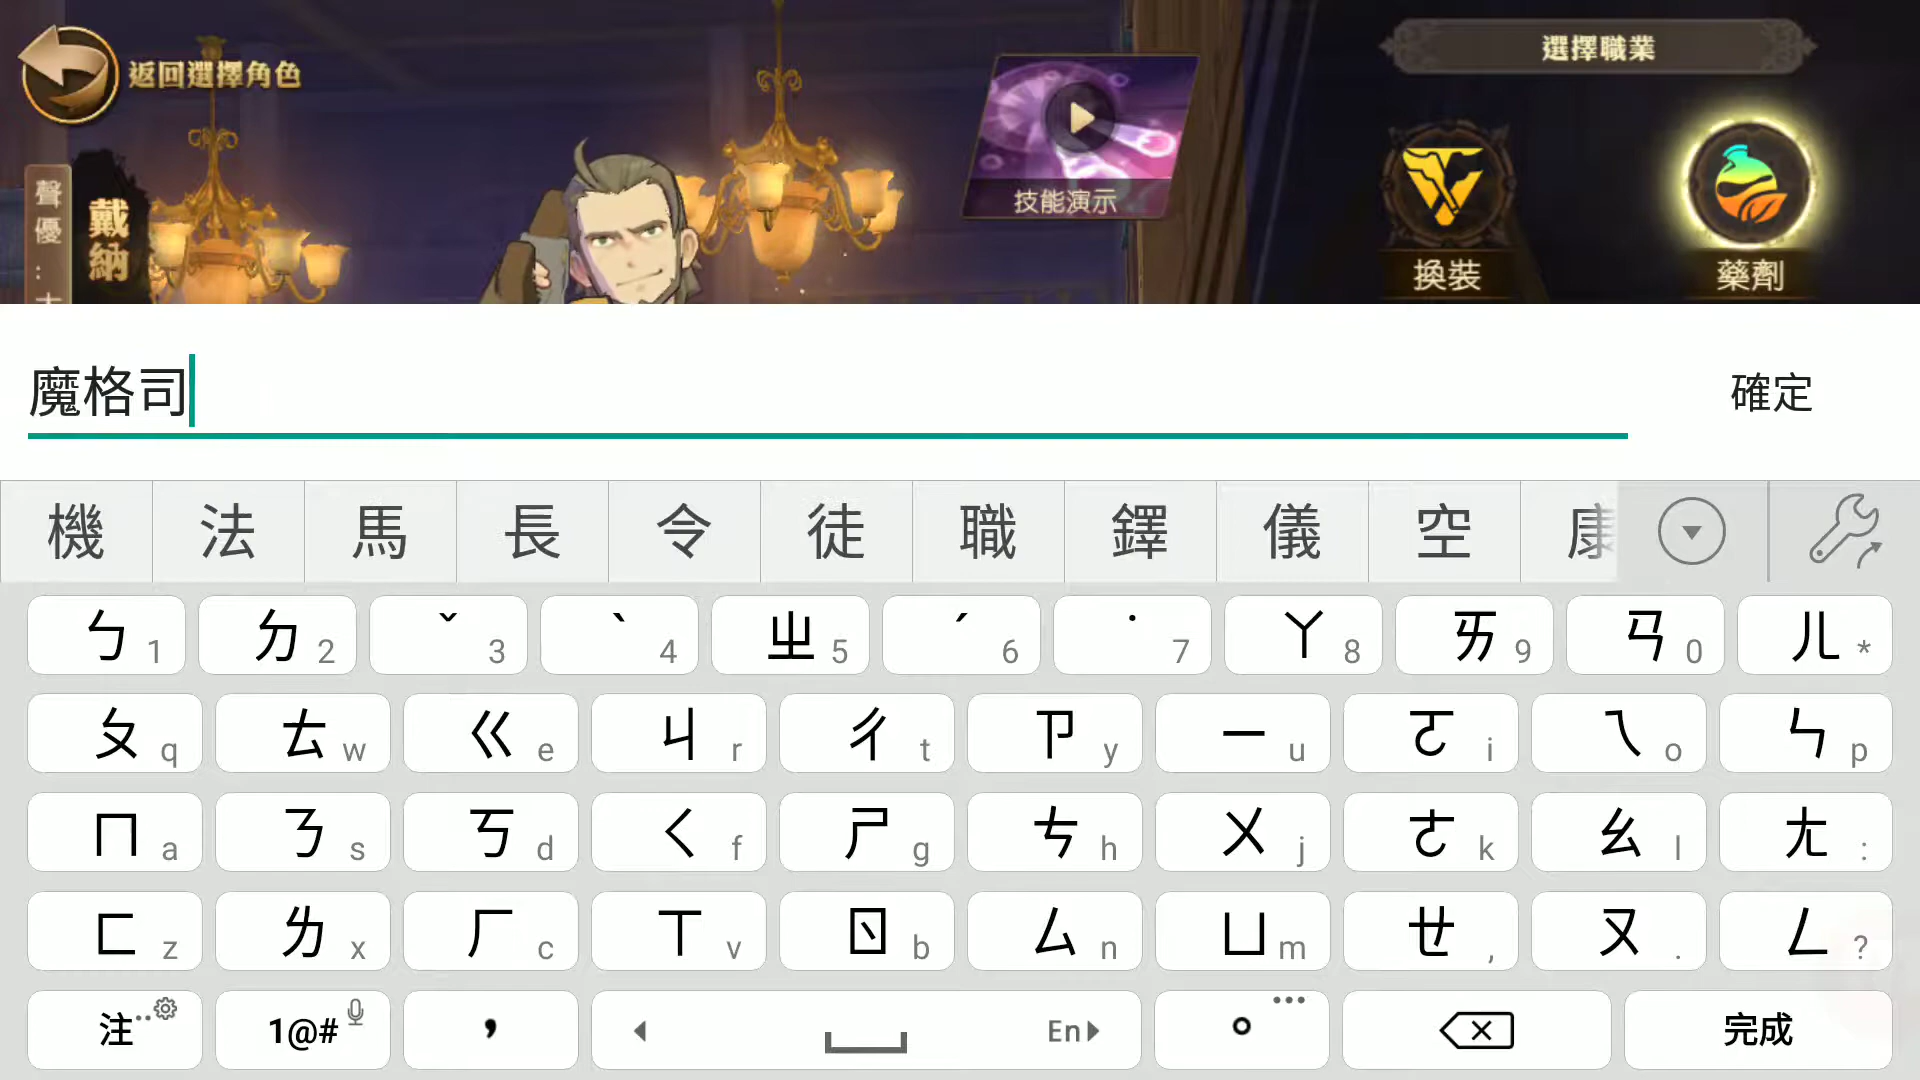 返回選擇角色
選擇職業
聲優：
戴納
技能演示
換裝
藥劑
魔格司
確定
機 法 馬 長 令 徒 職 鐸 儀 空 康
ㄅ 1 ㄉ 2 ˇ 3 ˋ 4 ㄓ 5 ˊ 6 ˙ 7 ㄚ 8 ㄞ 9 ㄢ 0 ㄦ *
ㄆ q ㄊ w ㄍ e ㄐ r ㄔ t ㄗ y ㄧ u ㄛ i ㄟ o ㄣ p
ㄇ a ㄋ s ㄎ d ㄑ f ㄕ g ㄘ h ㄨ j ㄜ k ㄠ l ㄤ :
ㄈ z ㄌ x ㄏ c ㄒ v ㄖ b ㄙ n ㄩ m ㄝ , ㄡ . ㄥ ?
注 1@# ， En 。 完成